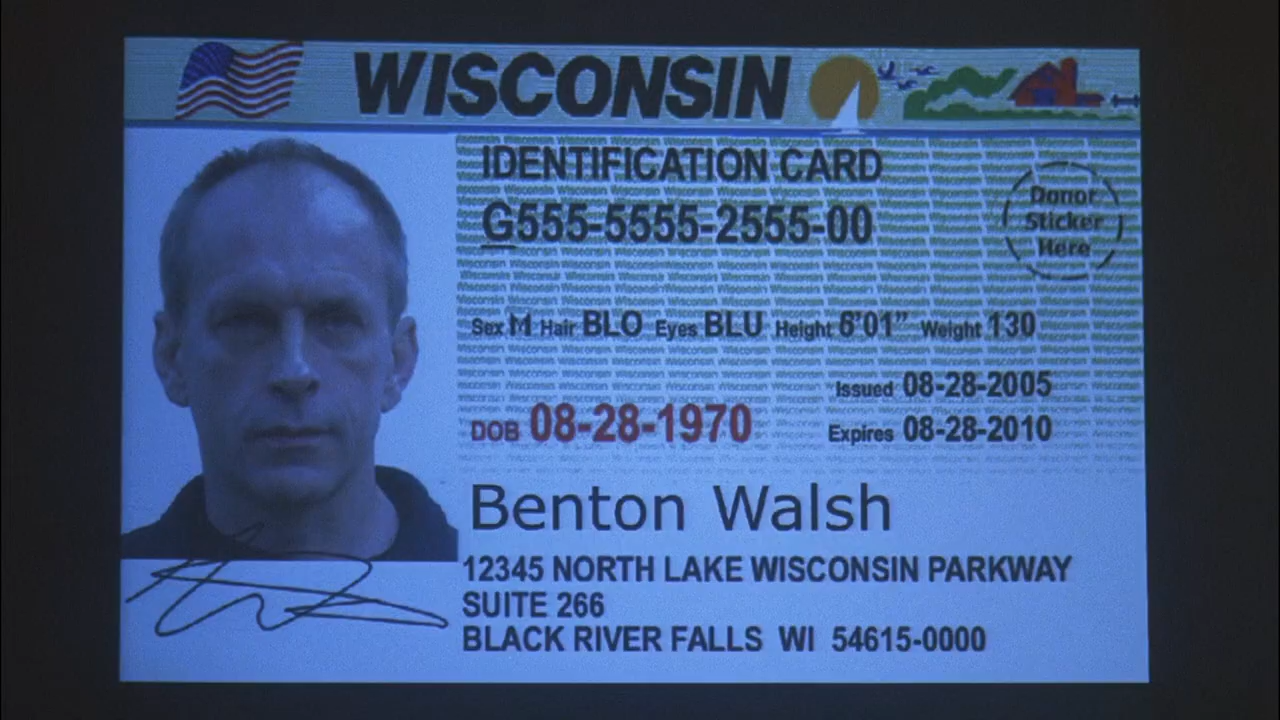 WISCONSIN
IDENTIFICATION CARD
G555-5555-2555-00
Donor
Sticker
Here
Sex M Hair BLO Eyes BLU Height 6'01" Weight 130
Issued 08-28-2005
DOB 08-28-1970
Expires 08-28-2010
Benton Walsh
12345 NORTH LAKE WISCONSIN PARKWAY
SUITE 266
BLACK RIVER FALLS WI 54615-0000